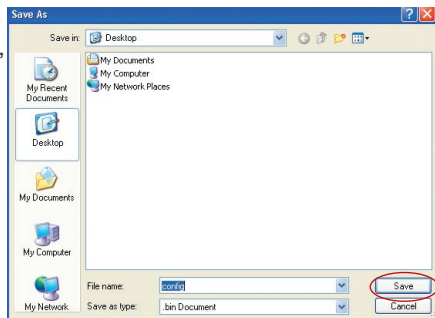 Save As
Save in: Desktop
My Documents
My Computer
My Network Places
My Recent
Documents
Desktop
My Documents
My Computer
My Network
File name: config Save
Save as type: .bin Document Cancel